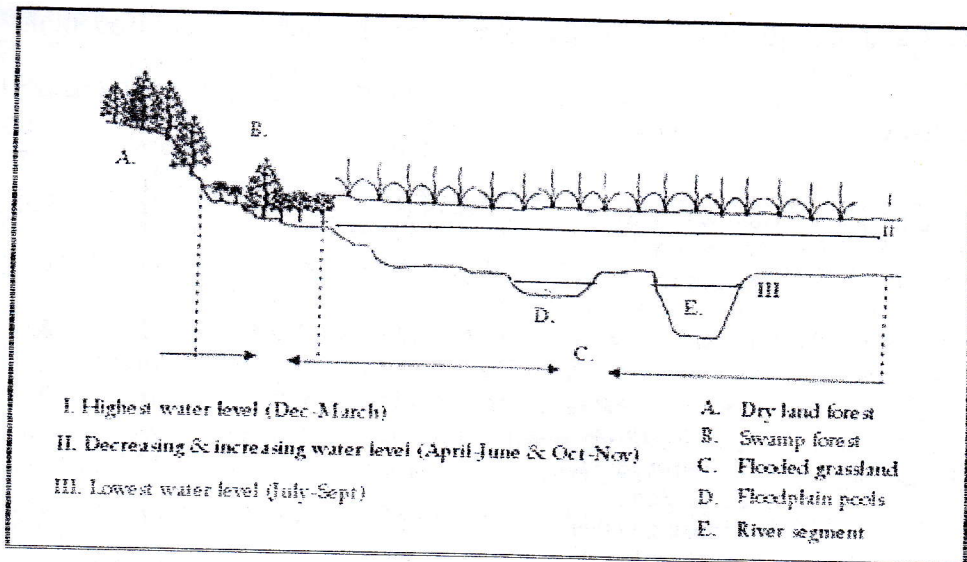 A.
B.
I
II
III
D.
E.
C.
I. Highest water level (Dec-March)
II. Decreasing & increasing water level (April-June & Oct-Nov)
III. Lowest water level (July-Sept)
A. Dry land forest
B. Swamp forest
C. Flooded grassland
D. Floodplain pools
E. River segment